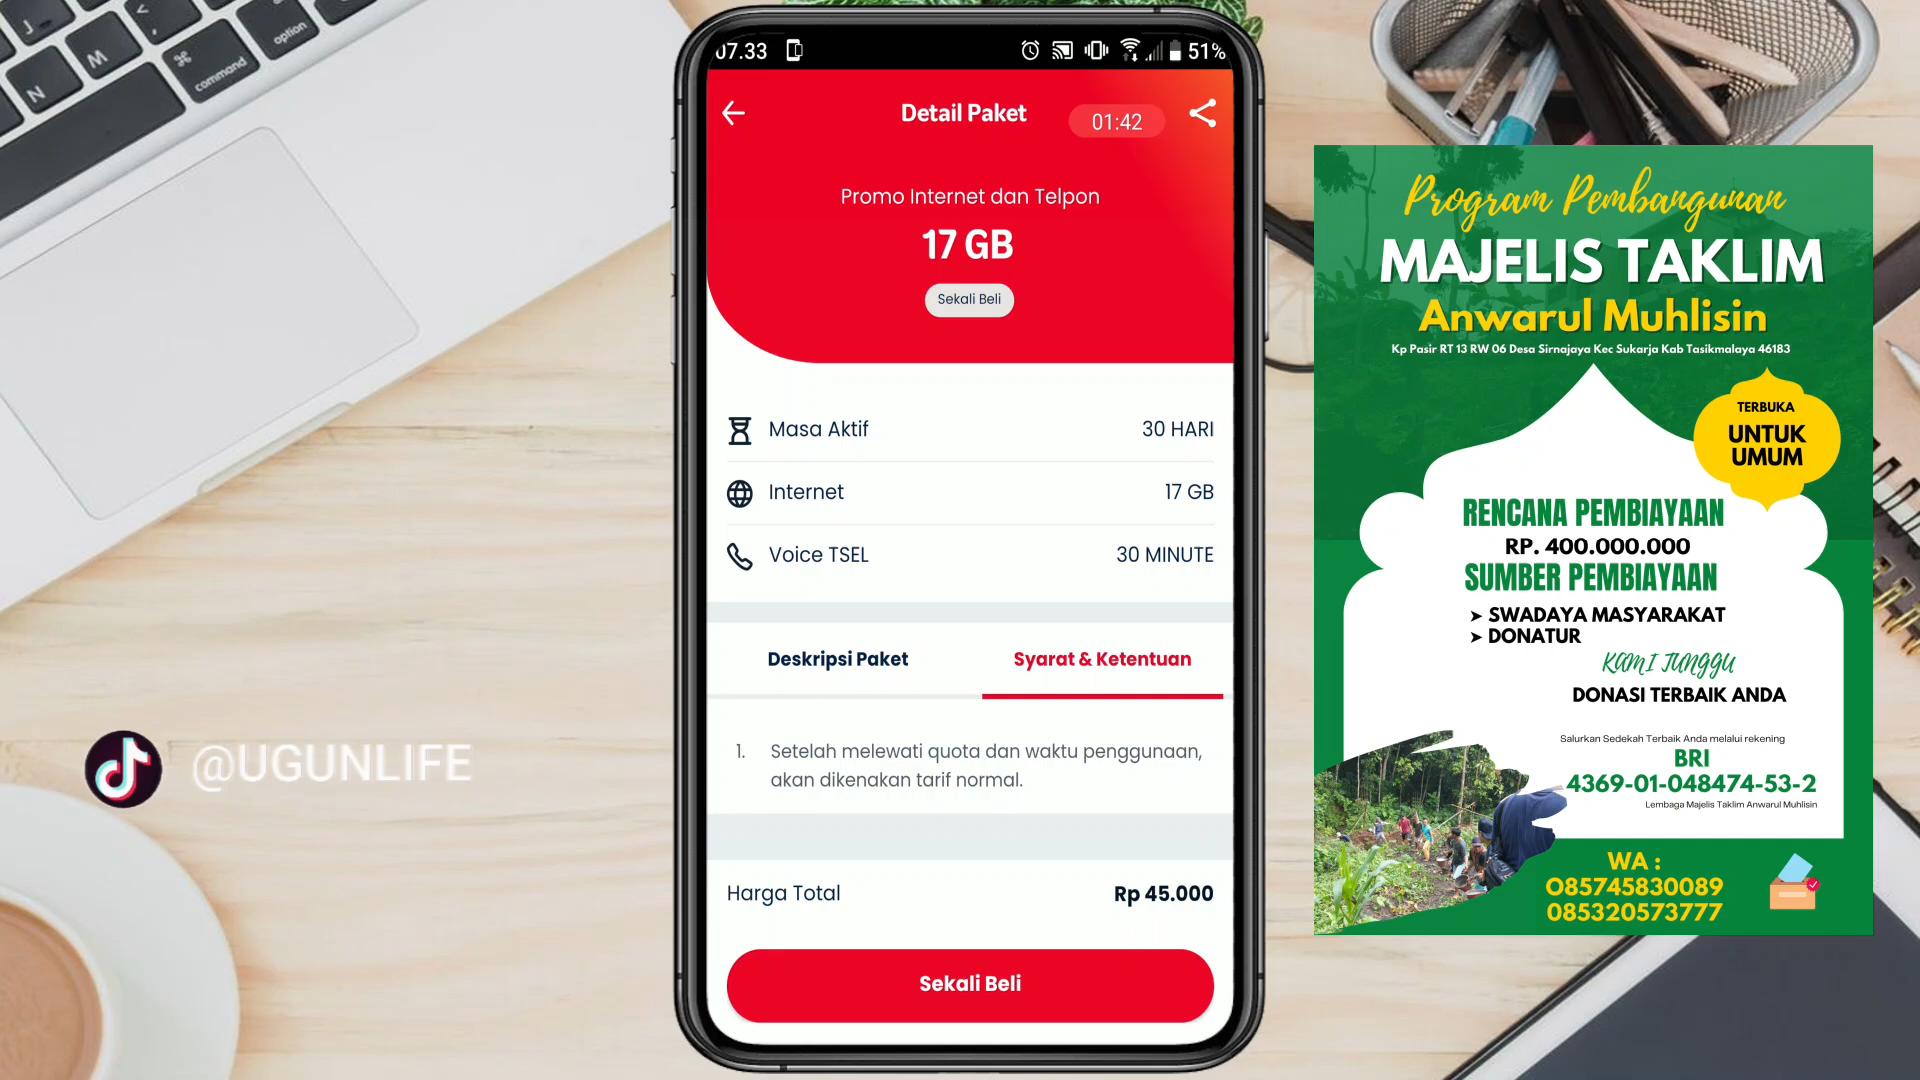 J
M
N
<
,
⌘
command
option
07.33
51%
Detail Paket
01:42
Promo Internet dan Telpon
17 GB
Sekali Beli
Masa Aktif 30 HARI
Internet 17 GB
Voice TSEL 30 MINUTE
Deskripsi Paket Syarat & Ketentuan
1. Setelah melewati quota dan waktu penggunaan,
akan dikenakan tarif normal.
Harga Total Rp 45.000
Sekali Beli
@UGUNLIFE
Program Pembangunan
MAJELIS TAKLIM
Anwarul Muhlisin
Kp Pasir RT 13 RW 06 Desa Sirnajaya Kec Sukarja Kab Tasikmalaya 46183
TERBUKA
UNTUK
UMUM
RENCANA PEMBIAYAAN
RP. 400.000.000
SUMBER PEMBIAYAAN
➤ SWADAYA MASYARAKAT
➤ DONATUR
KAMI TUNGGU
DONASI TERBAIK ANDA
Salurkan Sedekah Terbaik Anda melalui rekening
BRI
4369-01-048474-53-2
Lembaga Majelis Taklim Anwarul Muhlisin
WA :
085745830089
085320573777